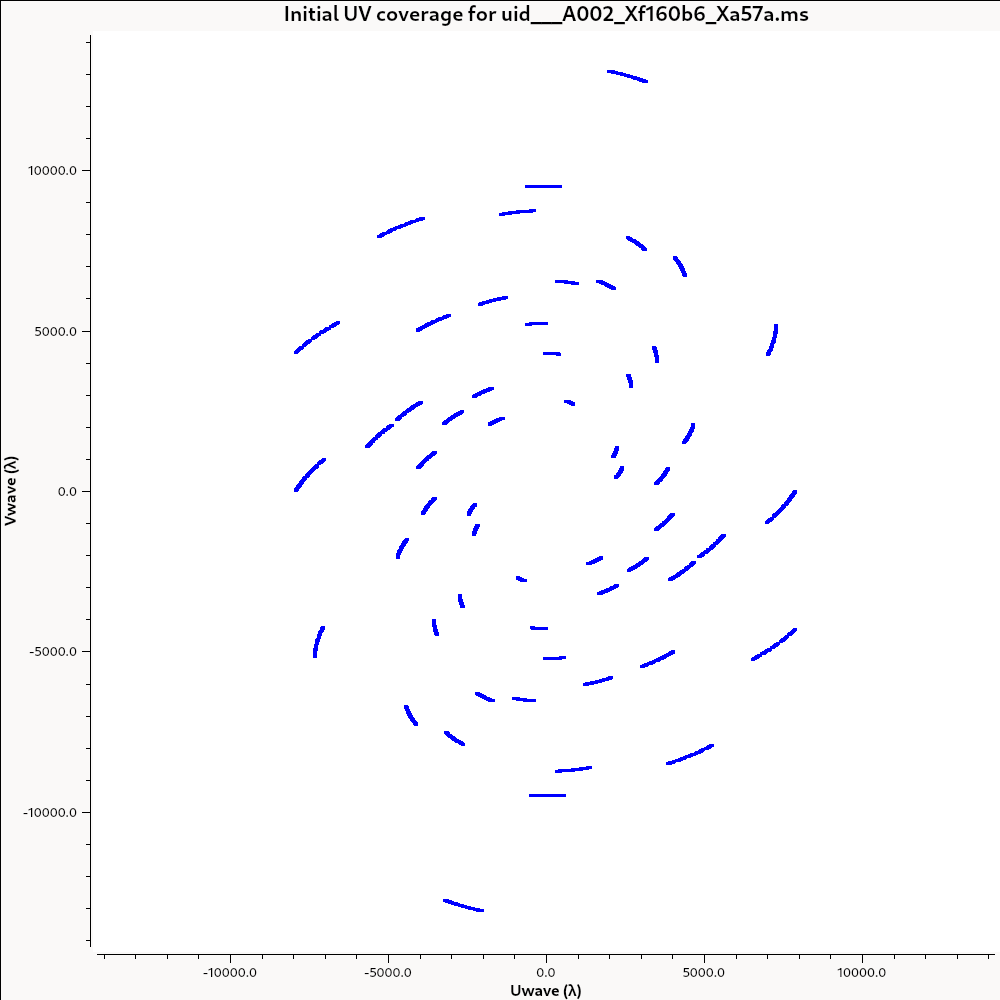 Initial UV coverage for uid___A002_Xf160b6_Xa57a.ms
10000.0
5000.0
0.0
-5000.0
-10000.0
Vwave (λ)
-10000.0 -5000.0 0.0 5000.0 10000.0
Uwave (λ)